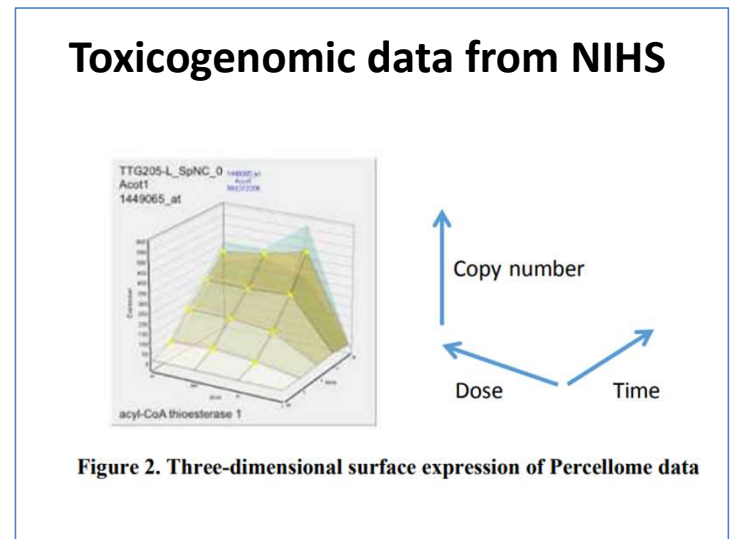 Toxicogenomic data from NIHS
TTG205-L_SpNC_0
Acot1
1449065_at
acyl-CoA thioesterase 1
Copy number
Dose
Time
Figure 2. Three-dimensional surface expression of Percellome data